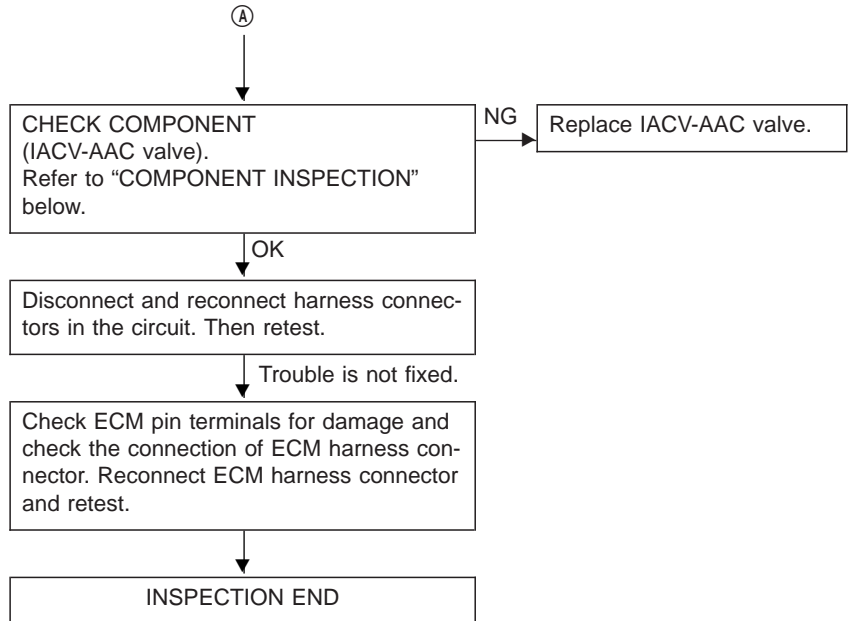 Ⓐ
CHECK COMPONENT
(IACV-AAC valve).
Refer to “COMPONENT INSPECTION”
below.
NG
Replace IACV-AAC valve.
OK
Disconnect and reconnect harness connec-
tors in the circuit. Then retest.
Trouble is not fixed.
Check ECM pin terminals for damage and
check the connection of ECM harness con-
nector. Reconnect ECM harness connector
and retest.
INSPECTION END